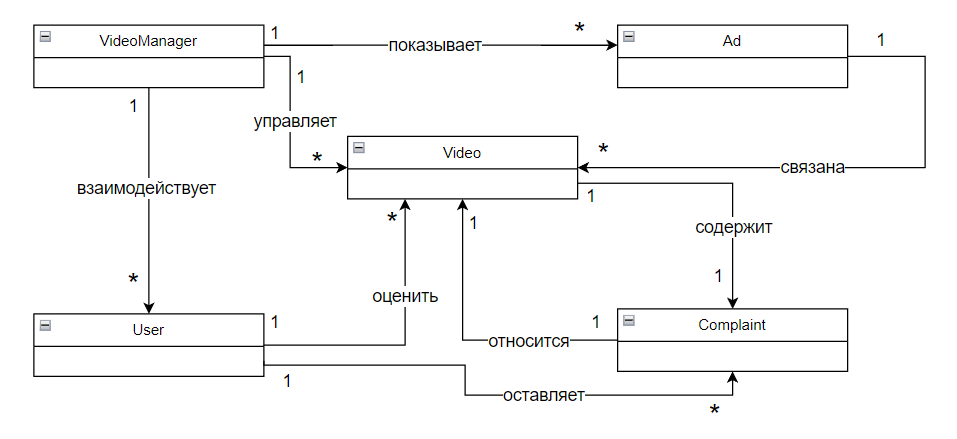 1
*
VideoManager
показывает
Ad
1
1
1
управляет
*
Video
*
связана
взаимодействует
1
*
1
содержит
*
1
оценить
User
1
1
Complaint
относится
1
оставляет
*